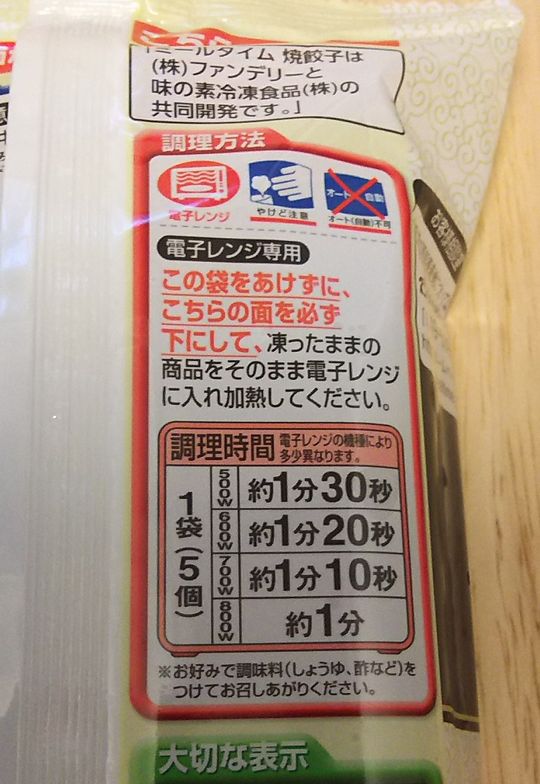 「ミールタイム 焼餃子は
(株)ファンデリーと
味の素冷凍食品(株)の
共同開発です。」
調理方法
電子レンジ
やけど注意
オート 自動
オート(自動)不可
電子レンジ専用
この袋をあけずに、
こちらの面を必ず
下にして、凍ったままの
商品をそのまま電子レンジ
に入れ加熱してください。
調理時間 電子レンジの機種により
多少異なります。
1袋(5個)
500W 約1分30秒
600W 約1分20秒
700W 約1分10秒
800W 約1分
※お好みで調味料(しょうゆ、酢など)を
つけてお召しあがりください。
大切な表示